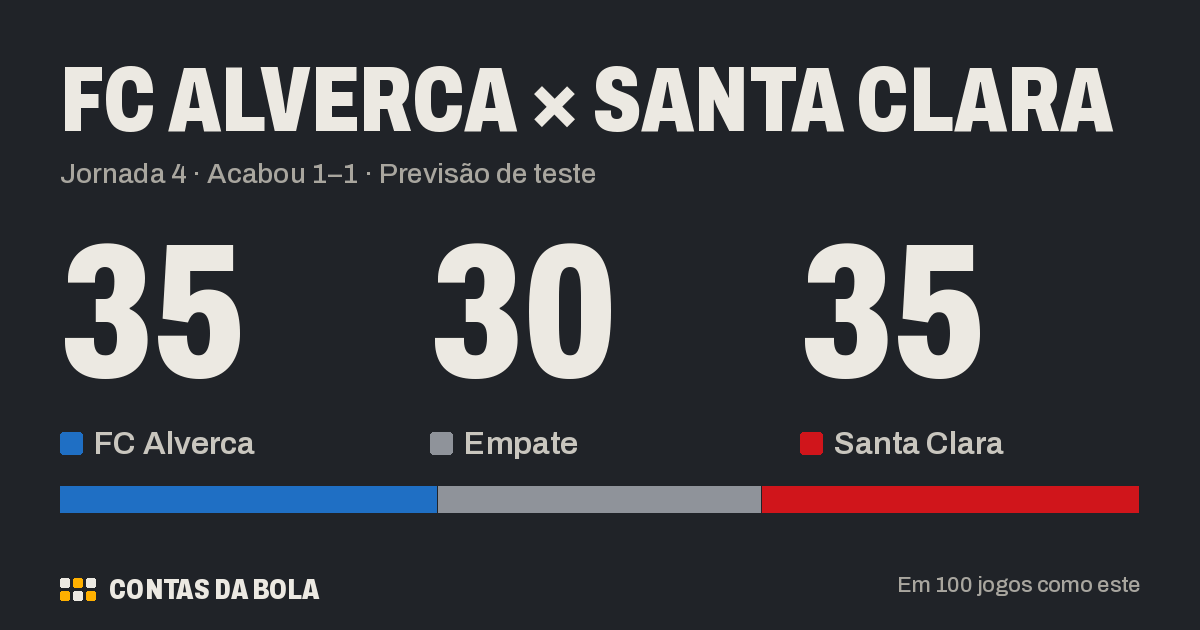 FC ALVERCA × SANTA CLARA
Jornada 4 · Acabou 1–1 · Previsão de teste
35 30 35
FC Alverca Empate Santa Clara
CONTAS DA BOLA
Em 100 jogos como este